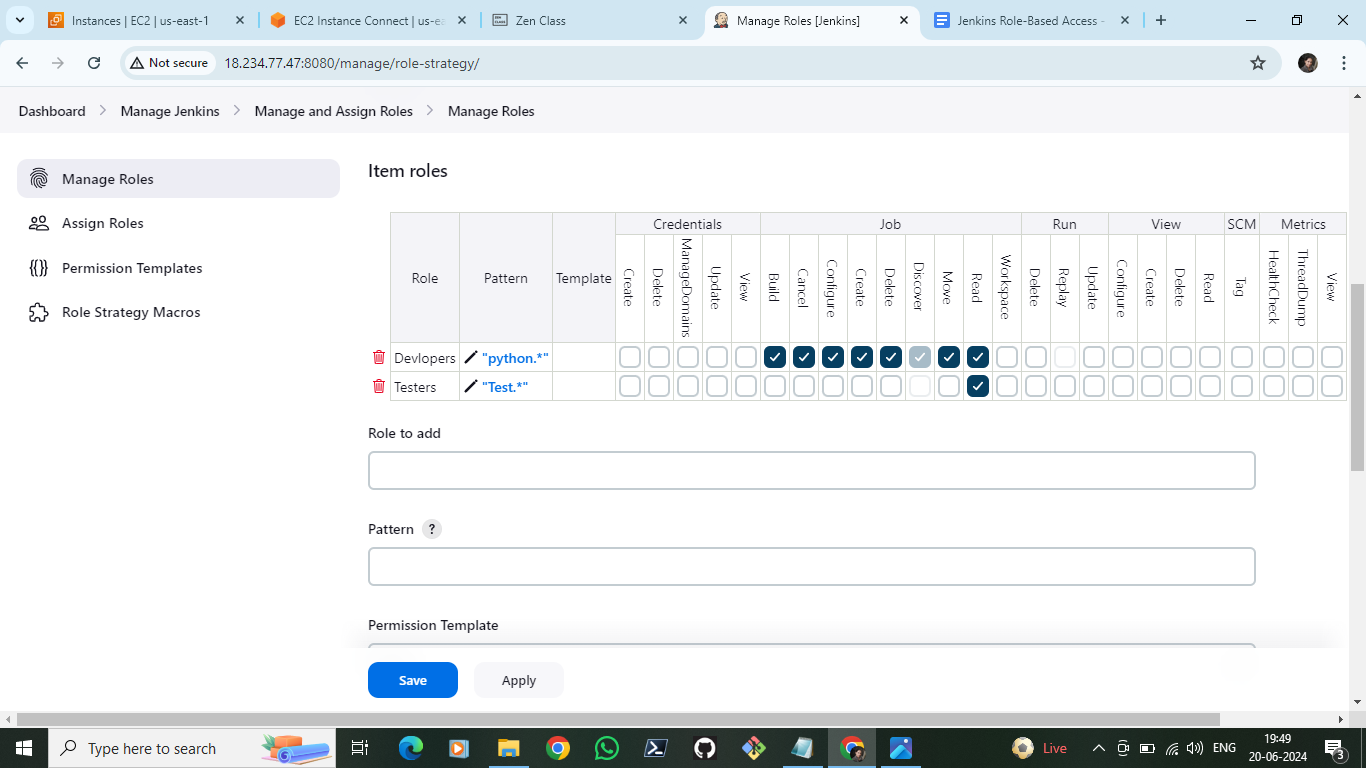 Instances | EC2 | us-east-1
EC2 Instance Connect | us-ea
Zen Class
Manage Roles [Jenkins]
Jenkins Role-Based Access -
Not secure
18.234.77.47:8080/manage/role-strategy/
Dashboard
Manage Jenkins
Manage and Assign Roles
Manage Roles
Manage Roles
Assign Roles
Permission Templates
Role Strategy Macros
Item roles
Role
Pattern
Template
Credentials
Job
Run
View
SCM
Metrics
Create
Delete
ManageDomains
Update
View
Build
Cancel
Configure
Create
Delete
Discover
Move
Read
Workspace
Delete
Replay
Update
Configure
Create
Delete
Read
Tag
HealthCheck
ThreadDump
View
Devlopers
"python.*"
Testers
"Test.*"
Role to add
Pattern ?
Permission Template
Save
Apply
Type here to search
Live
ENG
19:49
20-06-2024
3